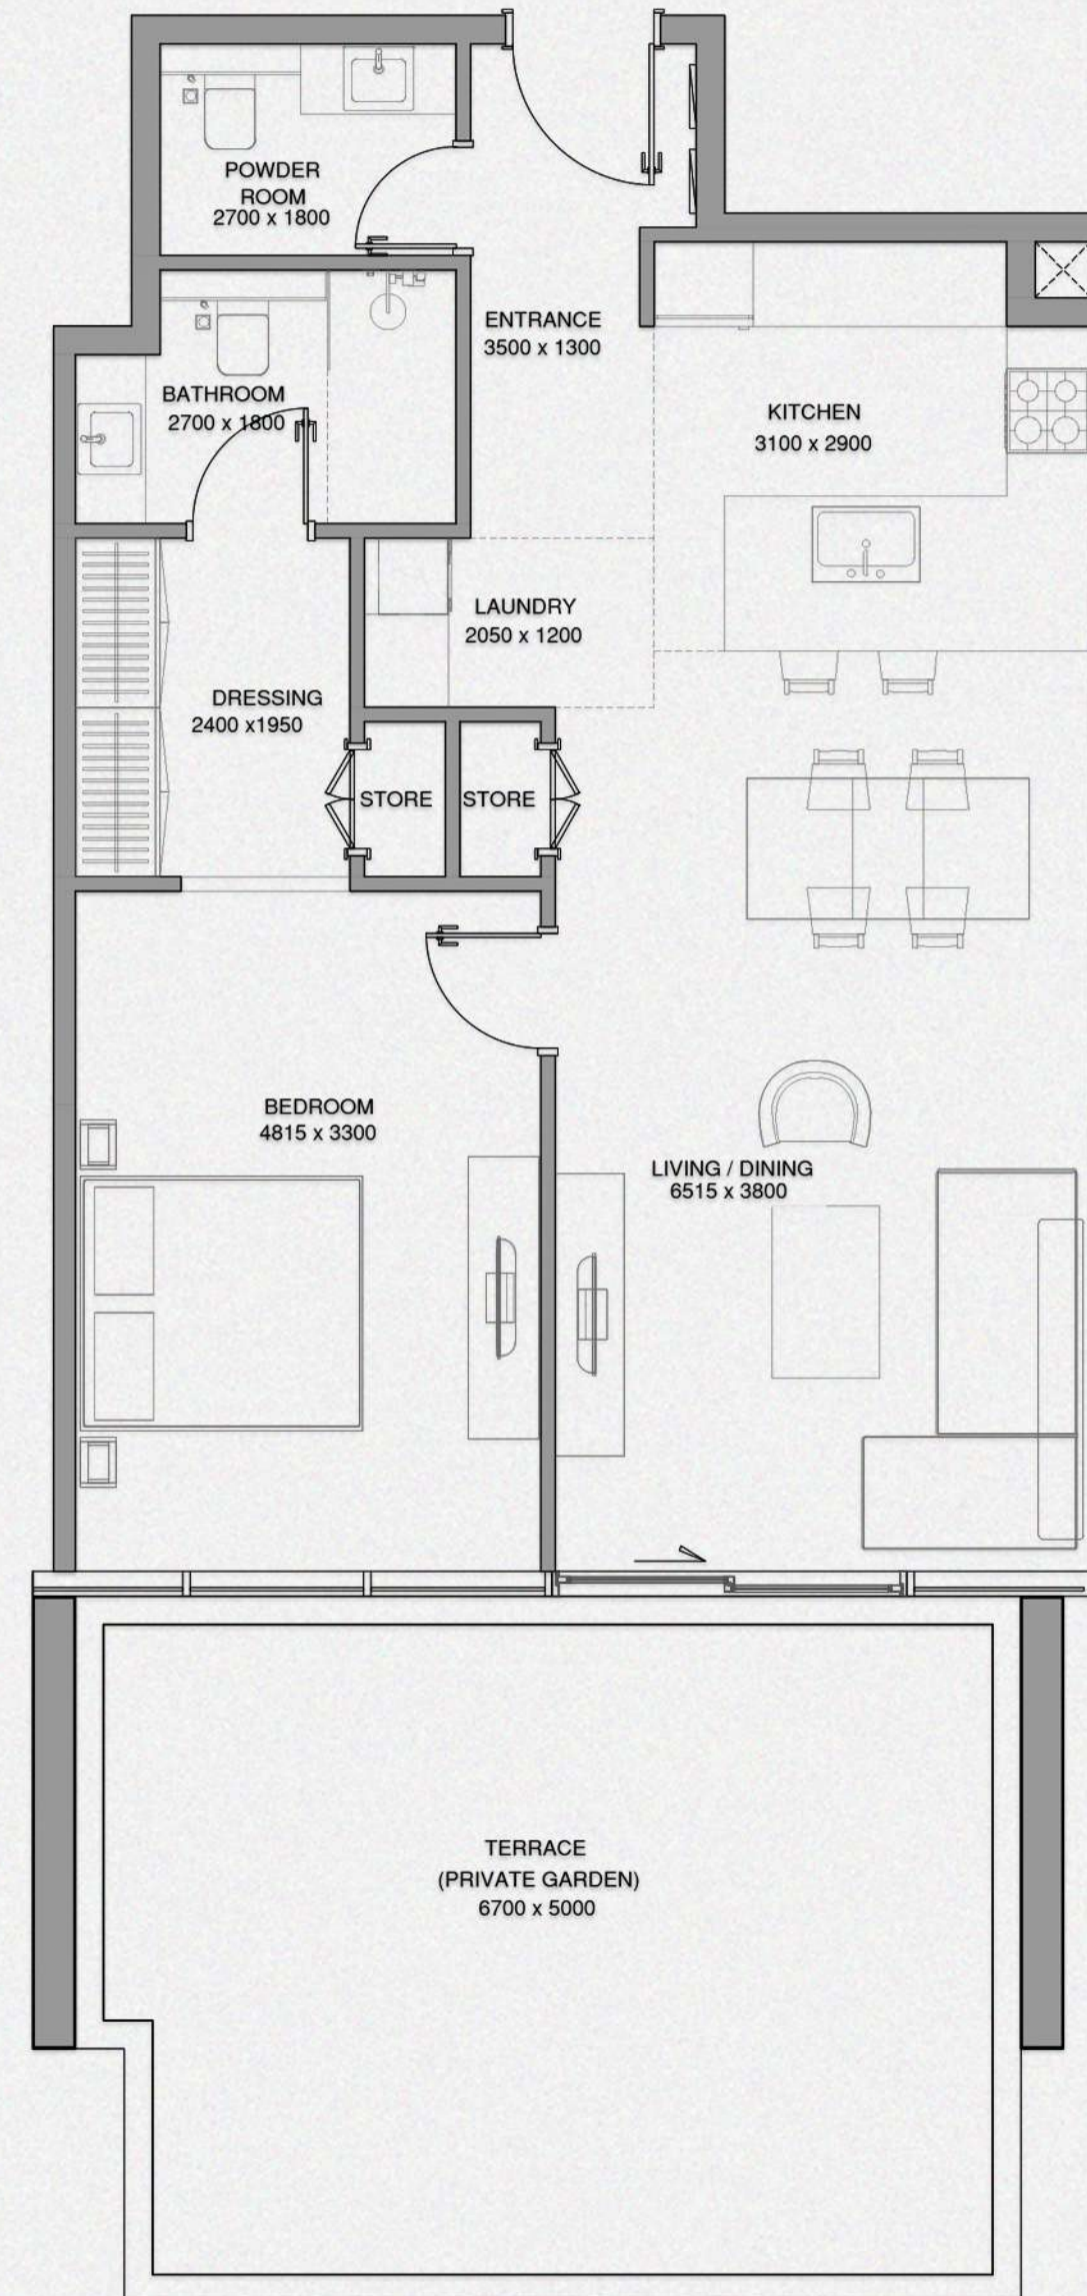 POWDER
ROOM
2700 x 1800
ENTRANCE
3500 x 1300
BATHROOM
2700 x 1800
KITCHEN
3100 x 2900
LAUNDRY
2050 x 1200
DRESSING
2400 x1950
STORE
STORE
BEDROOM
4815 x 3300
LIVING / DINING
6515 x 3800
TERRACE
(PRIVATE GARDEN)
6700 x 5000